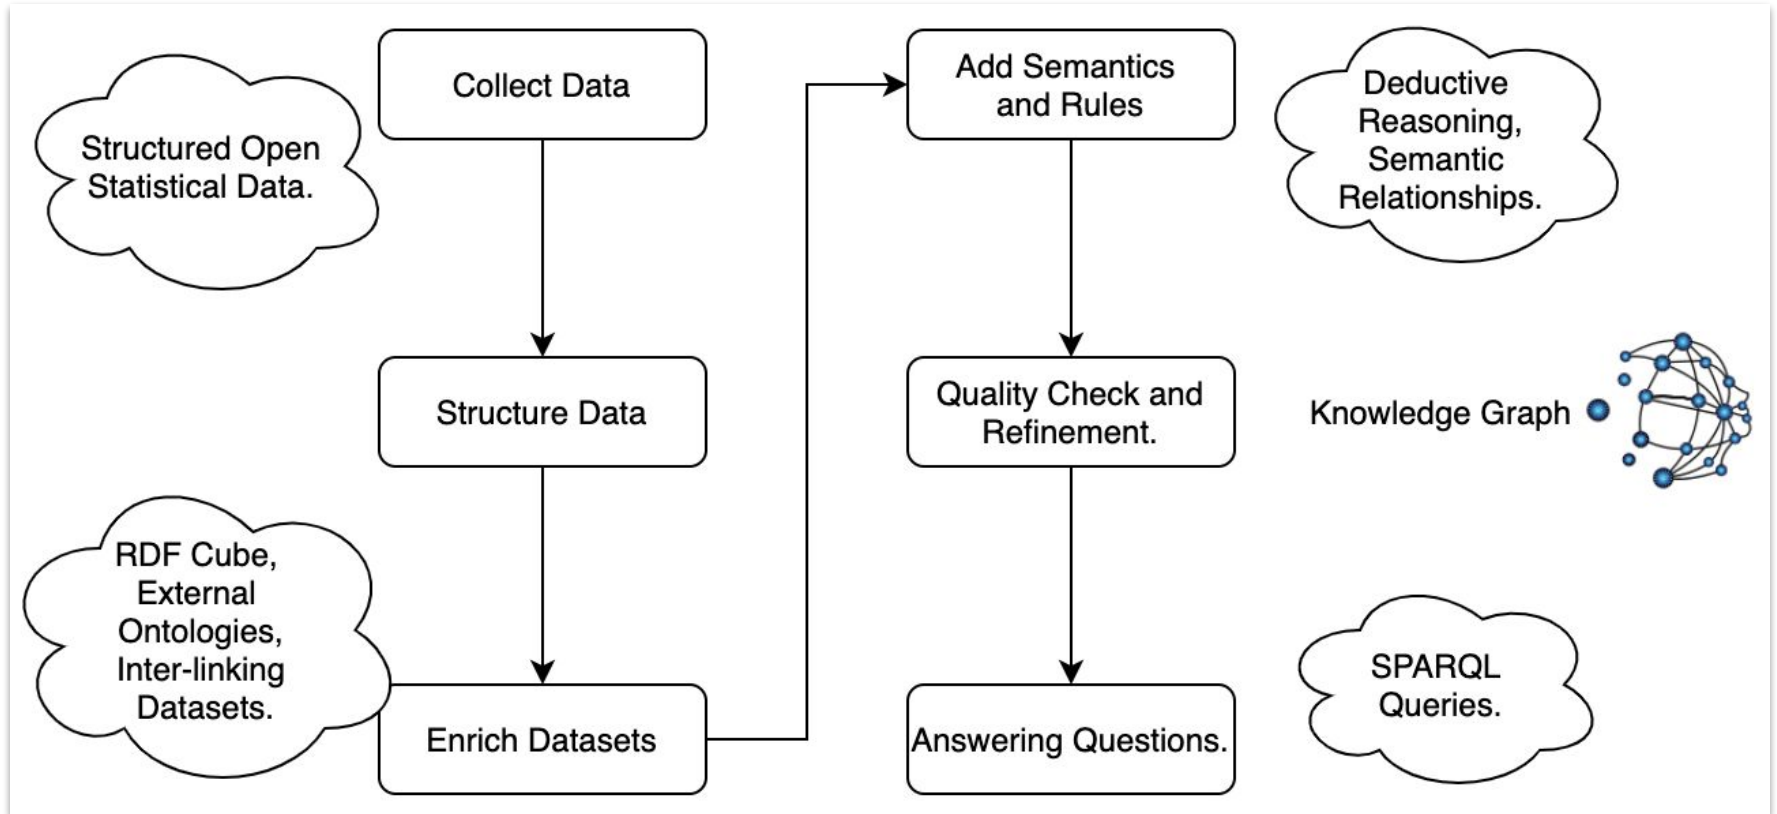 Collect Data
Structured Open
Statistical Data.
Structure Data
RDF Cube,
External
Ontologies,
Inter-linking
Datasets.
Enrich Datasets
Add Semantics
and Rules
Deductive
Reasoning,
Semantic
Relationships.
Quality Check and
Refinement.
Knowledge Graph
Answering Questions.
SPARQL
Queries.